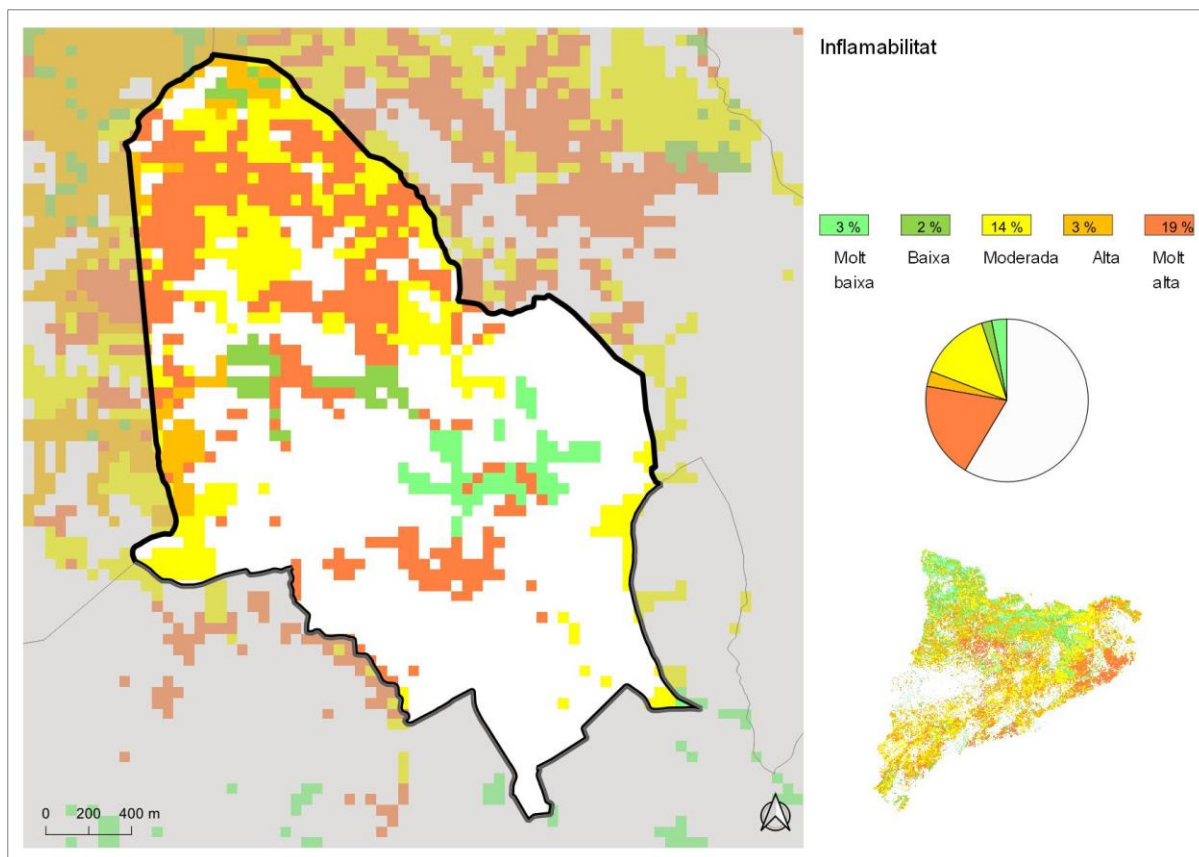 Inflamabilitat
3 % 2 % 14 % 3 % 19 %
Molt Baixa Moderada Alta Molt
baixa alta
0 200 400 m